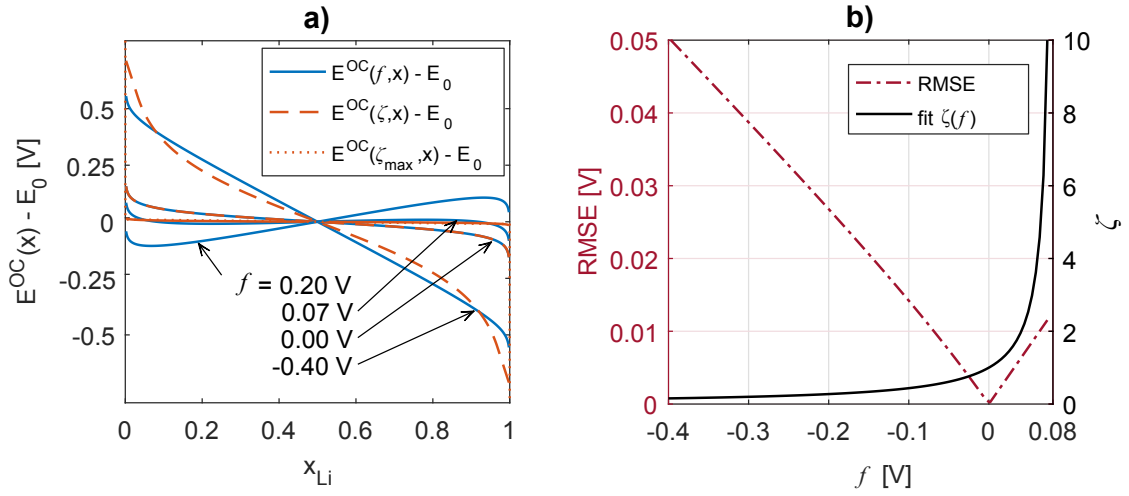 a)
E^OC(f,x) - E_0
E^OC(ζ,x) - E_0
E^OC(ζ_max,x) - E_0
0.5
0.25
0
-0.25
-0.5
E^OC(x) - E_0 [V]
f = 0.20 V
0.07 V
0.00 V
-0.40 V
0 0.2 0.4 0.6 0.8 1
x_Li
b)
RMSE
fit ζ(f)
0.05
0.04
0.03
0.02
0.01
0
RMSE [V]
10
8
6
4
2
0
ζ
-0.4 -0.3 -0.2 -0.1 0 0.08
f [V]